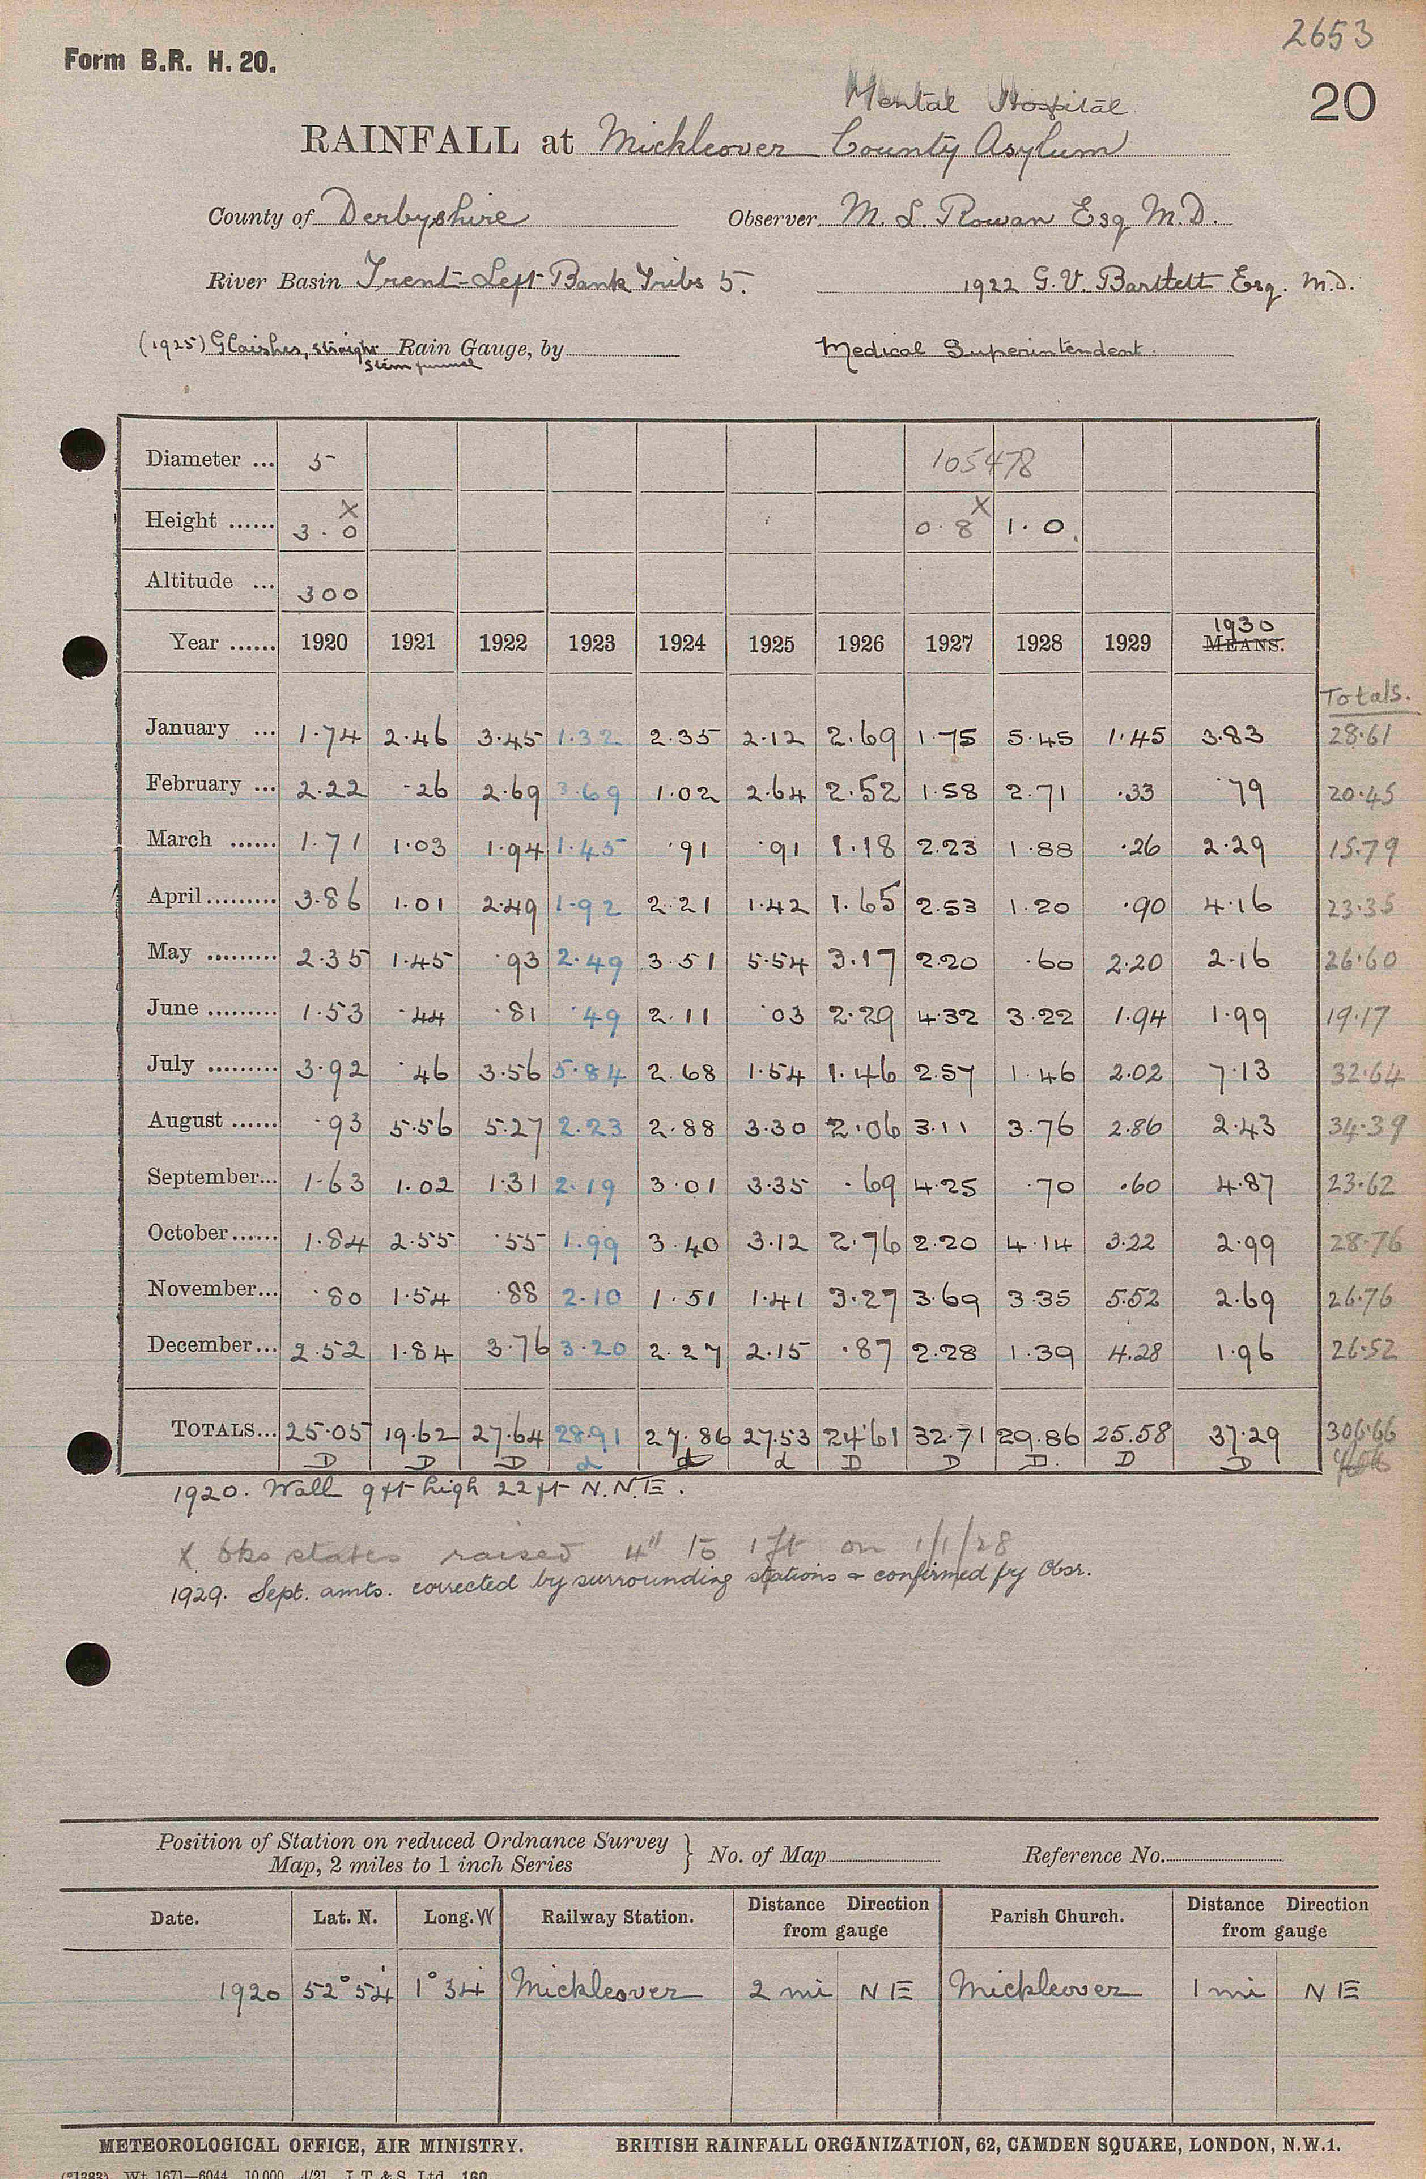 2653
Form B.R. H. 20.
20
Mental Hospital
RAINFALL at Mickleover County Asylum
County of Derbyshire Observer M. L. Rowan Esq M.D.
River Basin Trent-Left Bank Tribs 5. 1922 G. V. Bartlett Esq. M.D.
(1925) Glaisher, straight Rain Gauge, by Medical Superintendent.
stem funnel
Diameter ... 5 105478
Height ...... 3.0 X 0.8 X 1.0
Altitude ... 300
Year ...... 1920 1921 1922 1923 1924 1925 1926 1927 1928 1929 1930 MEANS.
Totals.
January ... 1.74 2.46 3.45 1.32 2.35 2.12 2.69 1.75 5.45 1.45 3.83 28.61
February ... 2.22 .26 2.69 3.69 1.02 2.64 2.52 1.58 2.71 .33 .79 20.45
March ...... 1.71 1.03 1.94 1.45 .91 .91 1.18 2.23 1.88 .26 2.29 15.79
April ......... 3.86 1.01 2.49 1.92 2.21 1.42 1.65 2.53 1.20 .90 4.16 23.35
May ......... 2.35 1.45 .93 2.49 3.51 5.54 3.17 2.20 .60 2.20 2.16 26.60
June ......... 1.53 .44 .81 .49 2.11 .03 2.29 4.32 3.22 1.94 1.99 19.17
July ......... 3.92 .46 3.56 5.84 2.68 1.54 1.46 2.57 1.46 2.02 7.13 32.64
August ...... .93 5.56 5.27 2.23 2.88 3.30 2.06 3.11 3.76 2.86 2.43 34.39
September... 1.63 1.02 1.31 2.19 3.01 3.35 .69 4.25 .70 .60 4.87 23.62
October...... 1.84 2.55 .55 1.99 3.40 3.12 2.76 2.20 4.14 3.22 2.99 28.76
November... .80 1.54 .88 2.10 1.51 1.41 3.27 3.69 3.35 5.52 2.69 26.76
December... 2.52 1.84 3.76 3.20 2.27 2.15 .87 2.28 1.39 4.28 1.96 26.52
TOTALS... 25.05 19.62 27.64 28.91 27.86 27.53 24.61 32.71 29.86 25.58 37.29 306.66
D D D d d d D D D. D D
1920. Wall 9 ft high 22 ft N.N.E.
X Obs states raised 4" to 1 ft on 1/1/28
1929. Sept. amts. corrected by surrounding stations & confirmed by Obsr.
Position of Station on reduced Ordnance Survey
Map, 2 miles to 1 inch Series } No. of Map Reference No.
Date. Lat. N. Long. W Railway Station. Distance Direction from gauge Parish Church. Distance Direction from gauge
1920 52° 54' 1° 34' Mickleover 2 mi NE Mickleover 1 mi NE
METEOROLOGICAL OFFICE, AIR MINISTRY. BRITISH RAINFALL ORGANIZATION, 62, CAMDEN SQUARE, LONDON, N.W.1.